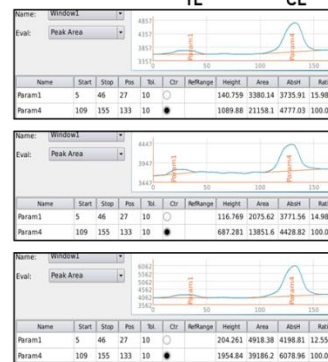 TL CL
Name: Window1
Eval: Peak Area
4857
4357
3857
3357
0 50 100 150
Param1 Param4
Name Start Stop Pos Tol. Ctr RefRange Height Area AbsH Rati
Param1 5 46 27 10 140.759 3380.14 3735.91 15.98
Param4 109 155 133 10 1089.88 21158.1 4777.03 100.0
Name: Window1
Eval: Peak Area
4447
3947
3447
0 50 100 150
Param1 Param4
Name Start Stop Pos Tol. Ctr RefRange Height Area AbsH Rati
Param1 5 46 27 10 116.769 2075.62 3771.56 14.98
Param4 109 155 133 10 687.281 13851.6 4428.82 100.0
Name: Window1
Eval: Peak Area
6062
5562
5062
4562
4062
3562
0 50 100 150
Param1 Param4
Name Start Stop Pos Tol. Ctr RefRange Height Area AbsH Rati
Param1 5 46 27 10 204.261 4918.38 4198.81 12.55
Param4 109 155 133 10 1954.84 39186.2 6078.96 100.0